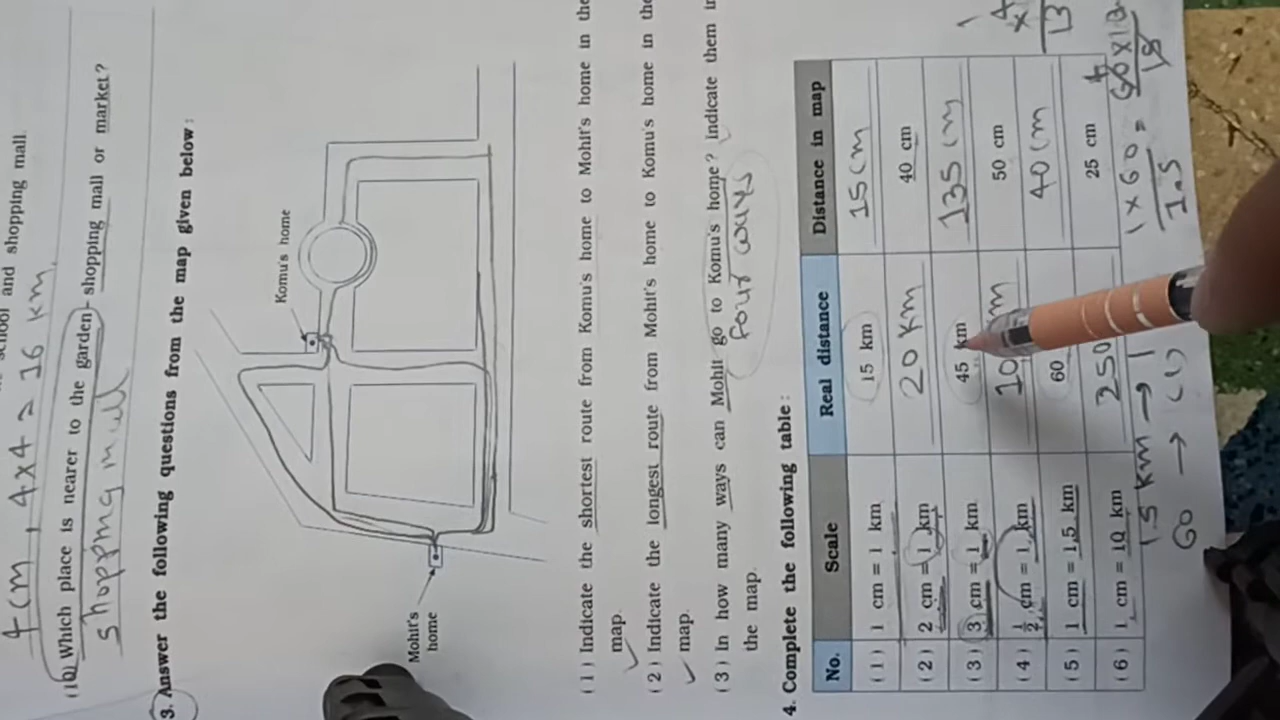 school and shopping mall.
4 cm, 4x4 = 16 km.
(10) Which place is nearer to the garden - shopping mall or market?
shopping mall
3. Answer the following questions from the map given below :
Komu's home
Mohit's
home
(1) Indicate the shortest route from Komu's home to Mohit's home in the
map.
(2) Indicate the longest route from Mohit's home to Komu's home in the
map.
(3) In how many ways can Mohit go to Komu's home? Indicate them in
the map.
four ways
4. Complete the following table :
No. Scale Real distance Distance in map
(1) 1 cm = 1 km 15 km 15 cm
(2) 2 cm = 1 km 20 km 40 cm
(3) 3 cm = 1 km 45 km 135 cm
(4) 1/2 cm = 1 km 10 m 50 cm
(5) 1 cm = 1.5 km 60 40 cm
(6) 1 cm = 10 km 250 25 cm
1.5 km → 1
60 → ( )
1 x 60 =
1.5
60 x 10
15
4